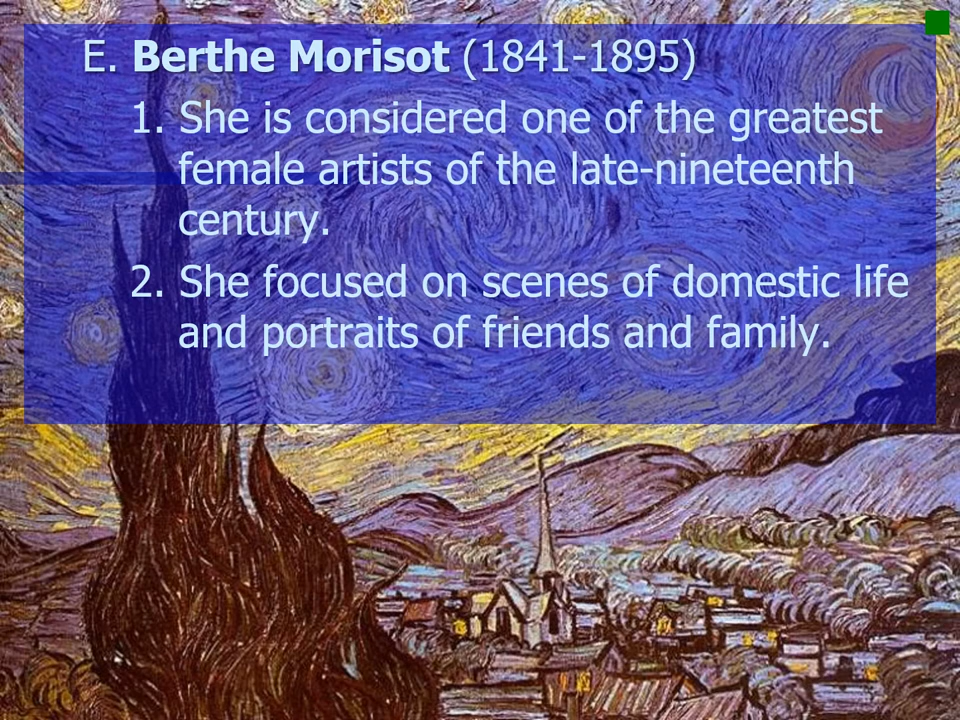 E. Berthe Morisot (1841-1895)
1. She is considered one of the greatest
female artists of the late-nineteenth
century.
2. She focused on scenes of domestic life
and portraits of friends and family.